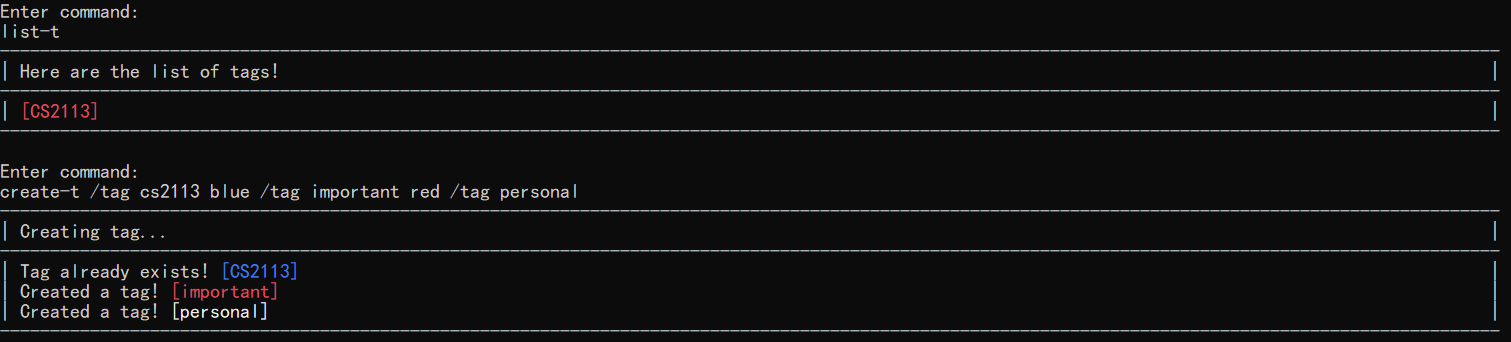 Enter command:
list-t
| Here are the list of tags! |
| [CS2113] |
Enter command:
create-t /tag cs2113 blue /tag important red /tag personal
| Creating tag... |
| Tag already exists! [CS2113] |
| Created a tag! [important] |
| Created a tag! [personal] |